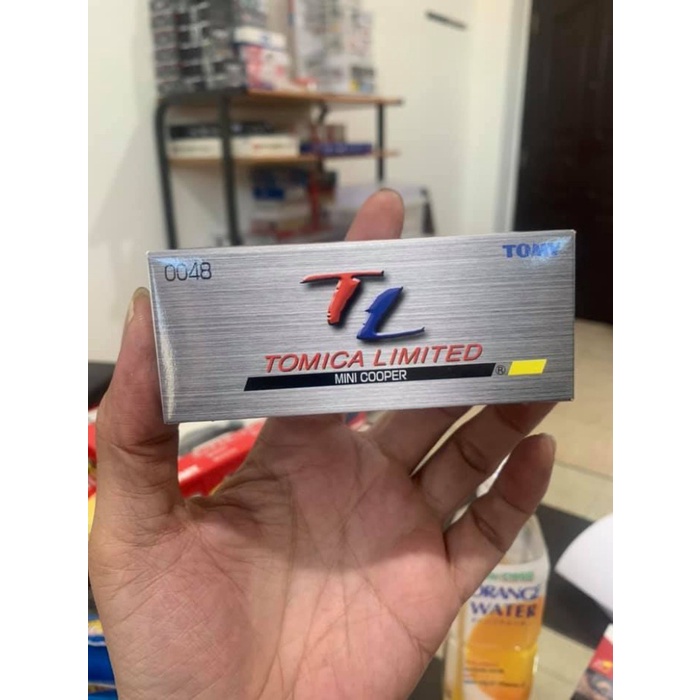 0048
TOMY
TL
TOMICA LIMITED
MINI COOPER
®
ORANGE
WATER